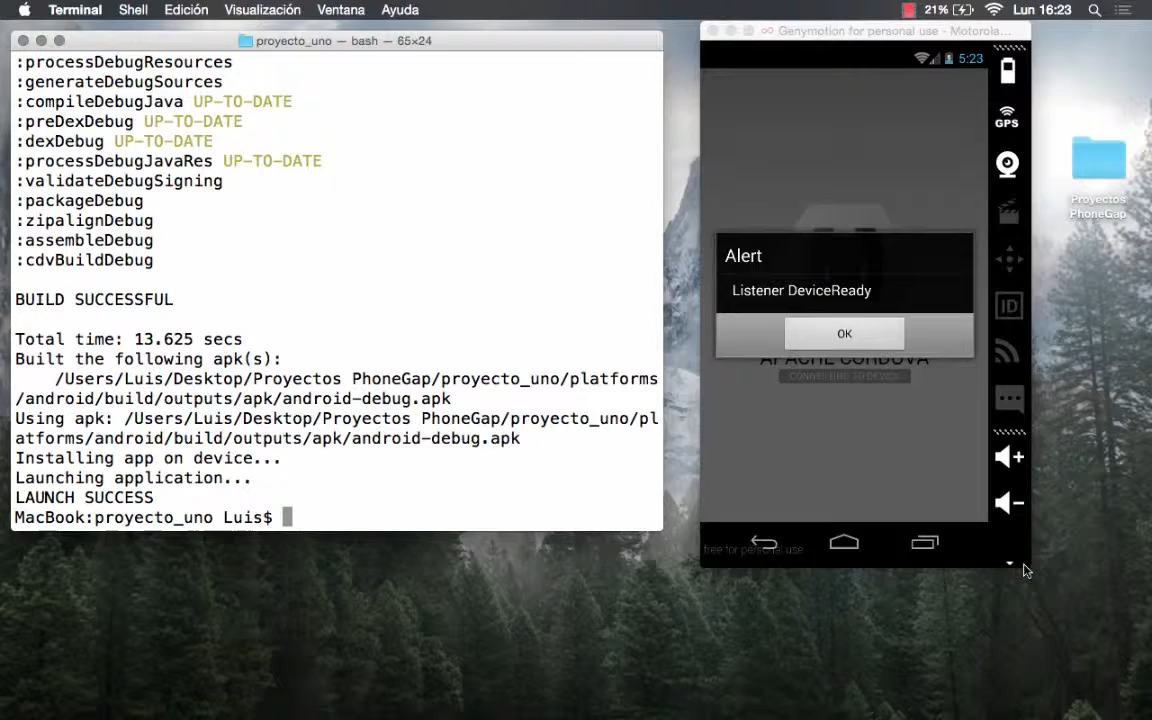 Terminal Shell Edición Visualización Ventana Ayuda 21% Lun 16:23
proyecto_uno — bash — 65×24
:processDebugResources
:generateDebugSources
:compileDebugJava UP-TO-DATE
:preDexDebug UP-TO-DATE
:dexDebug UP-TO-DATE
:processDebugJavaRes UP-TO-DATE
:validateDebugSigning
:packageDebug
:zipalignDebug
:assembleDebug
:cdvBuildDebug
BUILD SUCCESSFUL
Total time: 13.625 secs
Built the following apk(s):
/Users/Luis/Desktop/Proyectos PhoneGap/proyecto_uno/platforms
/android/build/outputs/apk/android-debug.apk
Using apk: /Users/Luis/Desktop/Proyectos PhoneGap/proyecto_uno/pl
atforms/android/build/outputs/apk/android-debug.apk
Installing app on device...
Launching application...
LAUNCH SUCCESS
MacBook:proyecto_uno Luis$
Genymotion for personal use - Motorola...
5:23
GPS
Alert
Listener DeviceReady
OK
APACHE CORDOVA
CONNECTING TO DEVICE
ID
free for personal use
Proyectos
PhoneGap